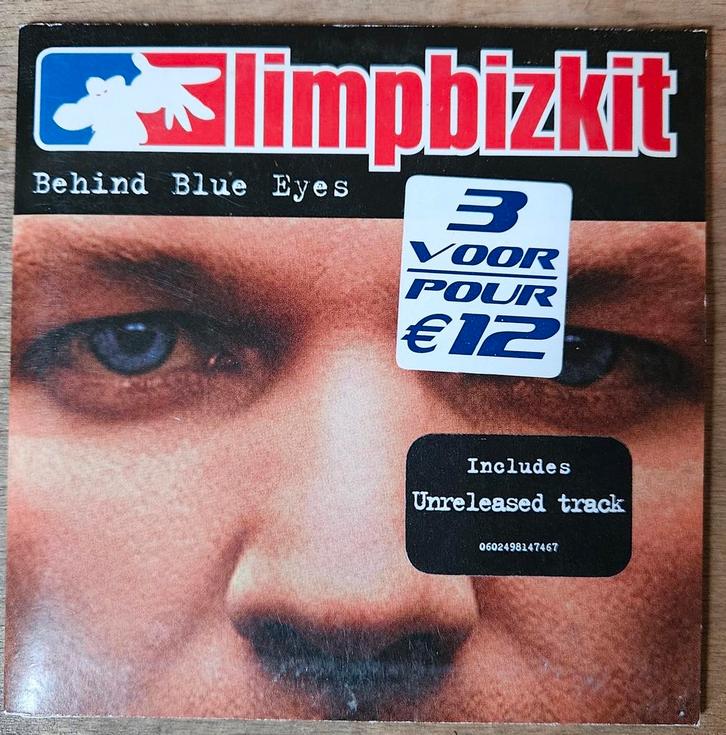 limpbizkit
Behind Blue Eyes
3
VOOR
POUR
€12
Includes
Unreleased track
0602498147467